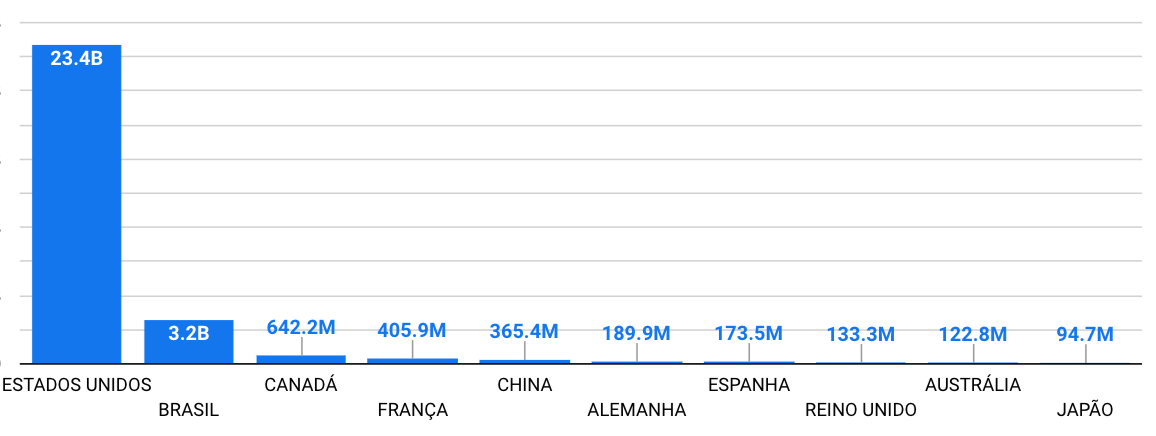 23.4B
3.2B
642.2M
405.9M
365.4M
189.9M
173.5M
133.3M
122.8M
94.7M
ESTADOS UNIDOS
BRASIL
CANADÁ
FRANÇA
CHINA
ALEMANHA
ESPANHA
REINO UNIDO
AUSTRÁLIA
JAPÃO